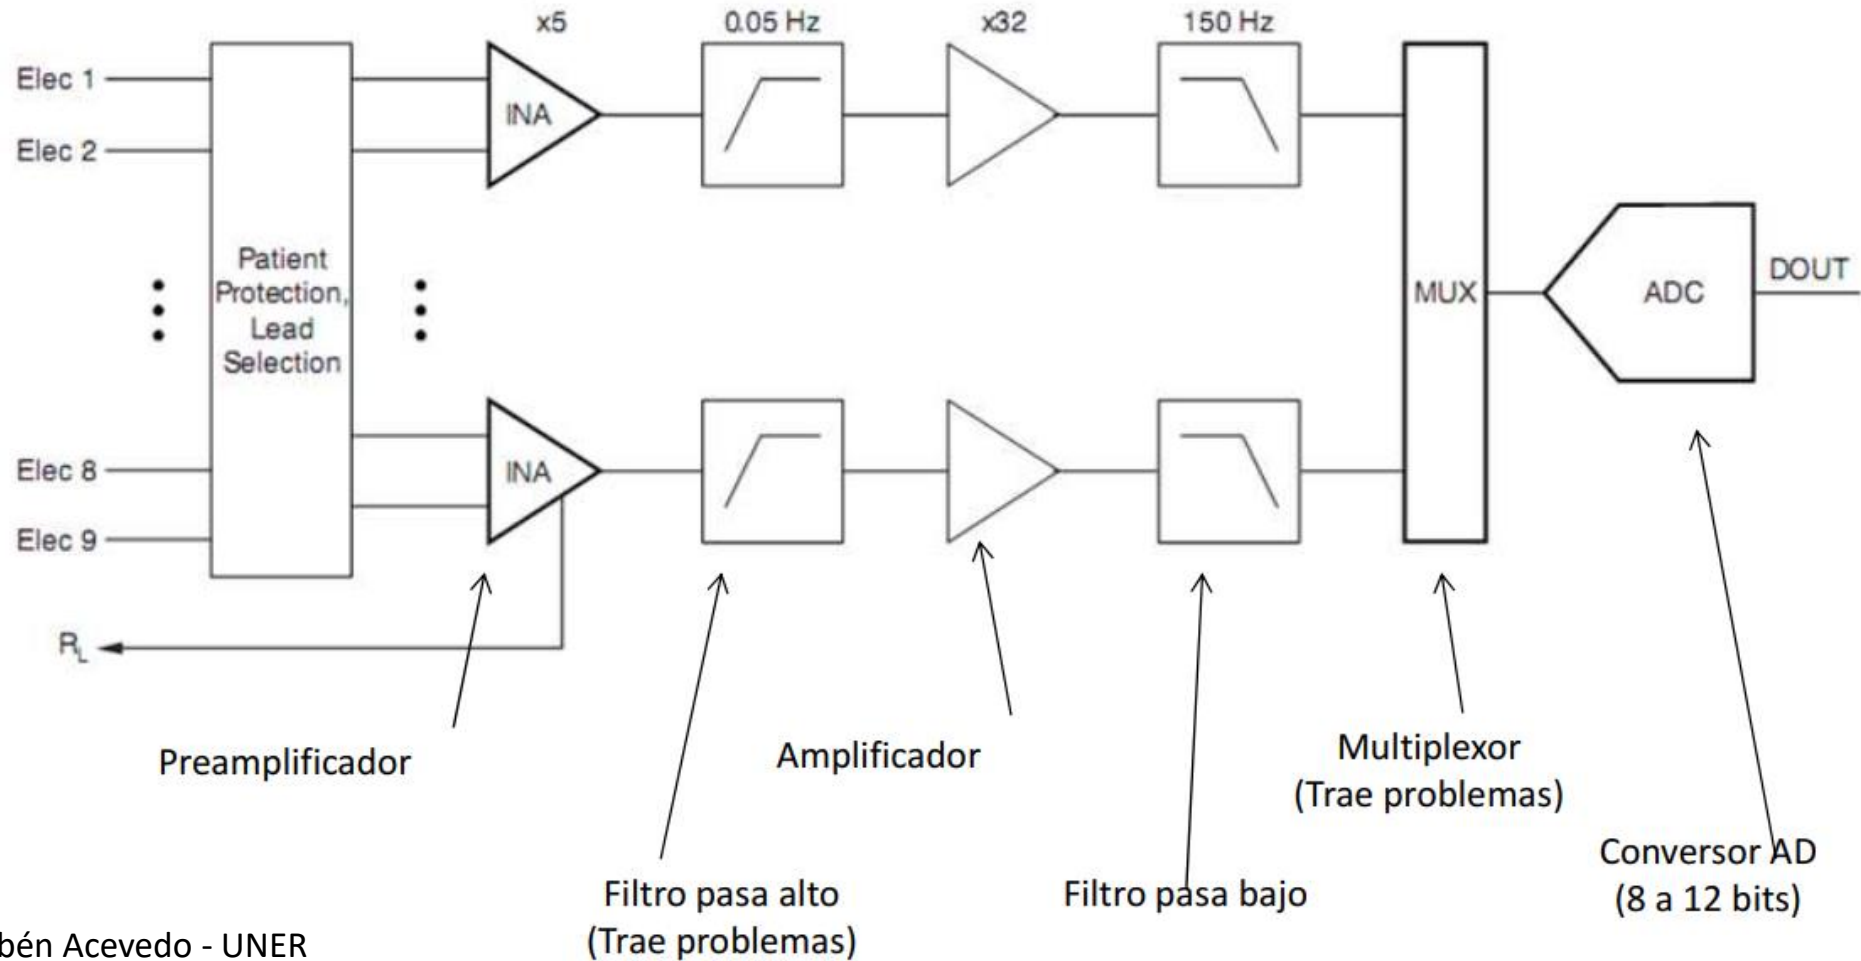 x5
0.05 Hz
x32
150 Hz
Elec 1
Elec 2
INA
Patient
Protection,
Lead
Selection
MUX
ADC
DOUT
Elec 8
Elec 9
INA
RL
Preamplificador
Amplificador
Multiplexor
(Trae problemas)
Filtro pasa alto
(Trae problemas)
Filtro pasa bajo
Conversor AD
(8 a 12 bits)
bén Acevedo - UNER